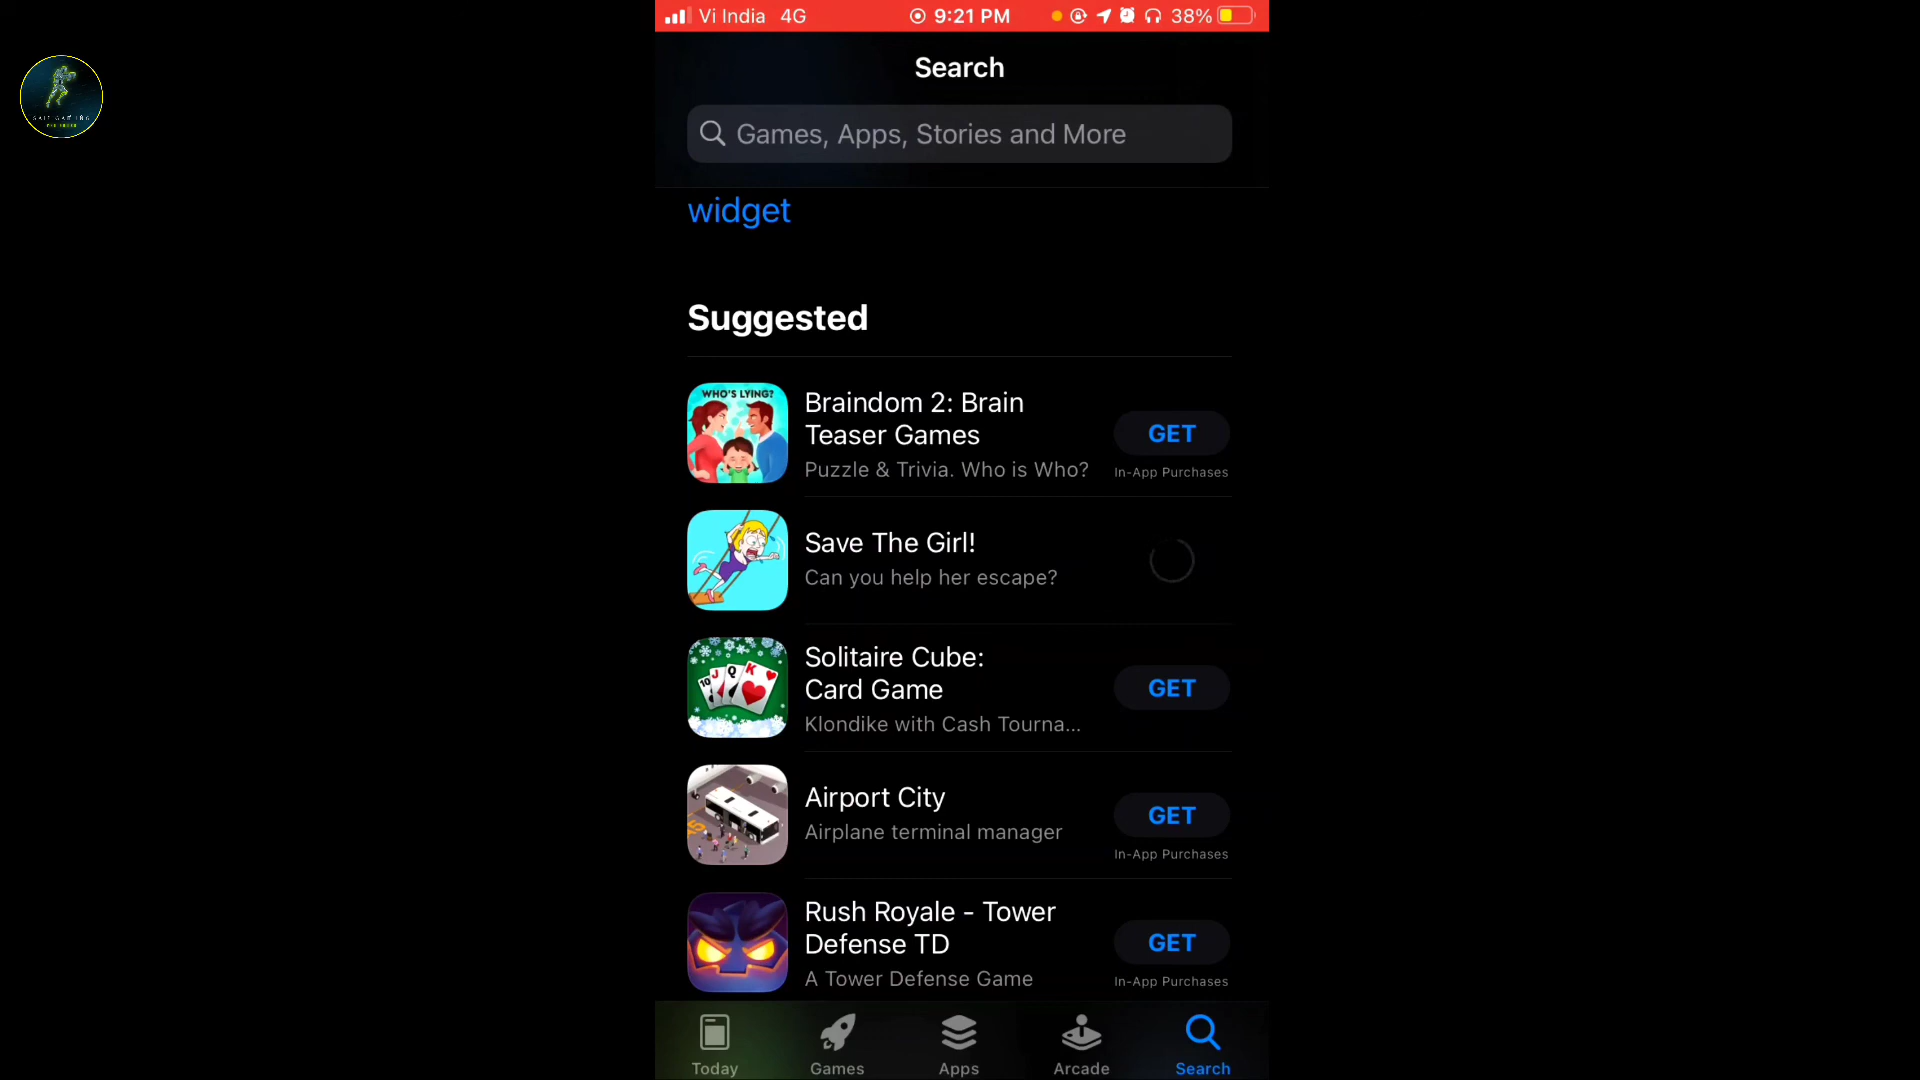 Vi India 4G 9:21 PM 38%
Search
Games, Apps, Stories and More
widget
Suggested
WHO'S LYING?
Braindom 2: Brain
Teaser Games
Puzzle & Trivia. Who is Who?
GET
In-App Purchases
Save The Girl!
Can you help her escape?
10 J Q K
Solitaire Cube:
Card Game
Klondike with Cash Tourna...
GET
15
Airport City
Airplane terminal manager
GET
In-App Purchases
Rush Royale - Tower
Defense TD
A Tower Defense Game
GET
In-App Purchases
Today Games Apps Arcade Search